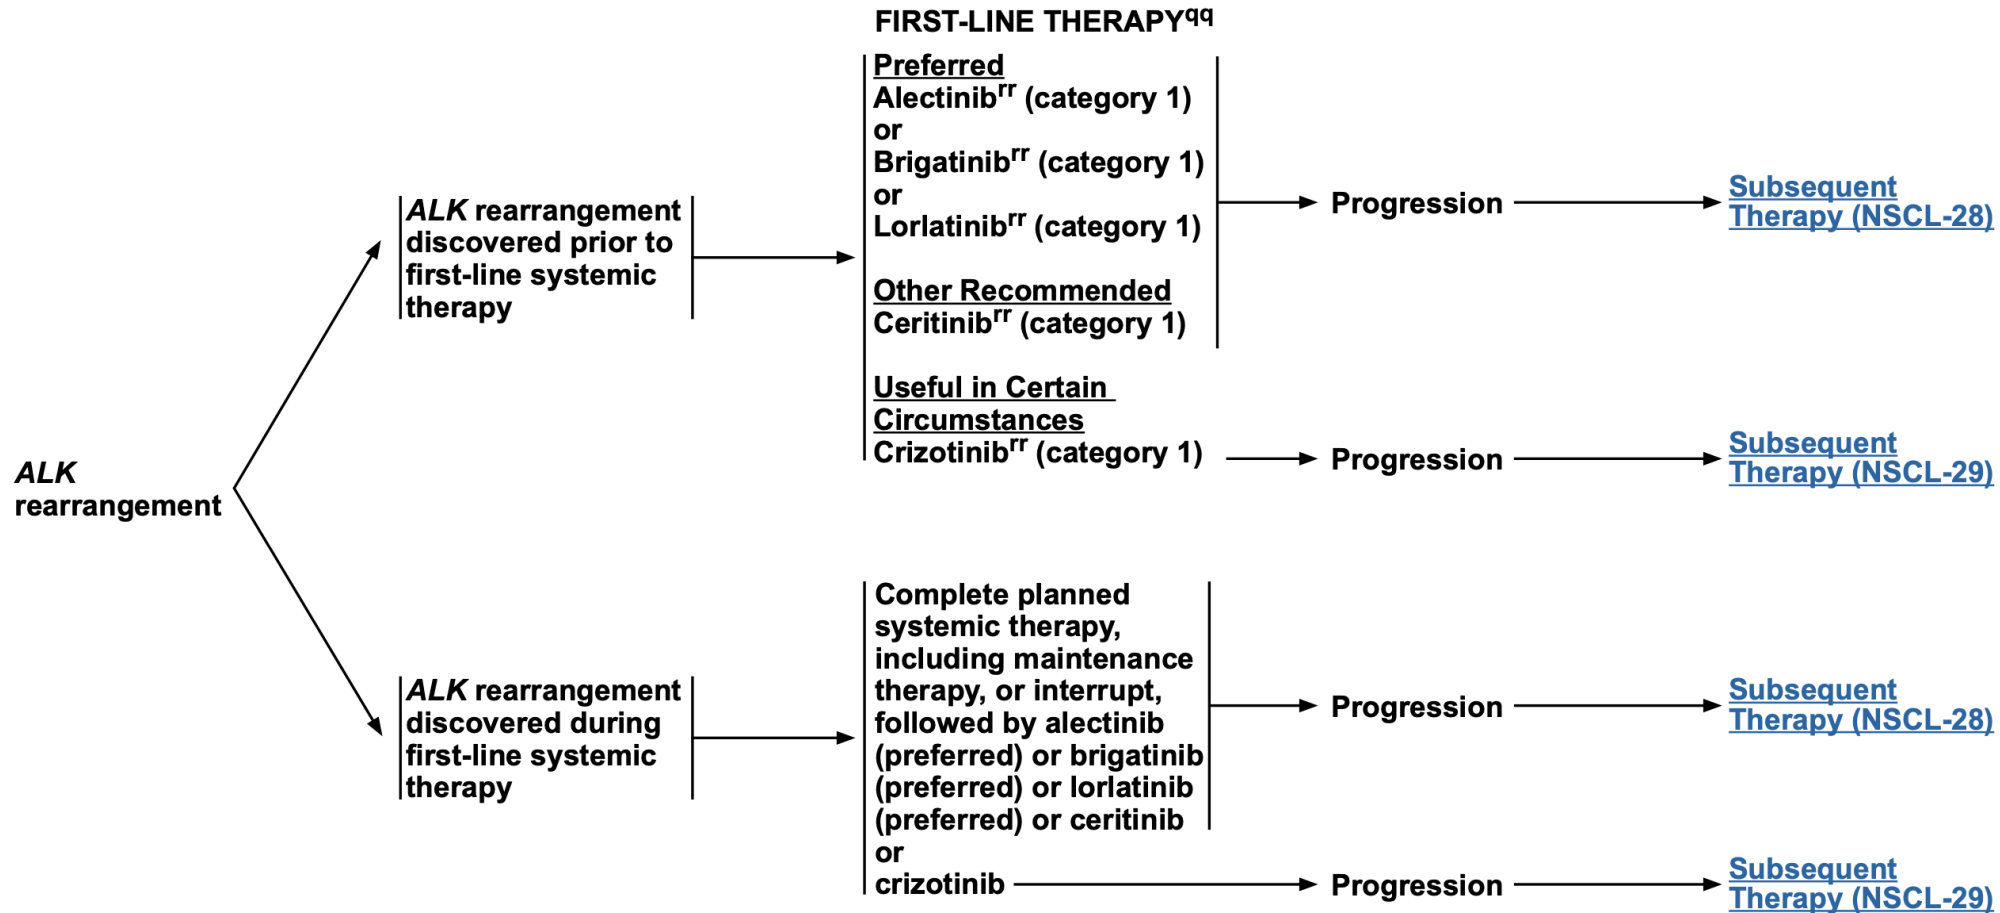 FIRST-LINE THERAPYqq
Preferred
Alectinibrr (category 1)
or
Brigatinibrr (category 1)
or
Lorlatinibrr (category 1)
Other Recommended
Ceritinibrr (category 1)
Useful in Certain
Circumstances
Crizotinibrr (category 1)
ALK rearrangement
discovered prior to
first-line systemic
therapy
Progression
Subsequent
Therapy (NSCL-28)
Progression
Subsequent
Therapy (NSCL-29)
ALK
rearrangement
ALK rearrangement
discovered during
first-line systemic
therapy
Complete planned
systemic therapy,
including maintenance
therapy, or interrupt,
followed by alectinib
(preferred) or brigatinib
(preferred) or lorlatinib
(preferred) or ceritinib
or
crizotinib
Progression
Subsequent
Therapy (NSCL-28)
Progression
Subsequent
Therapy (NSCL-29)